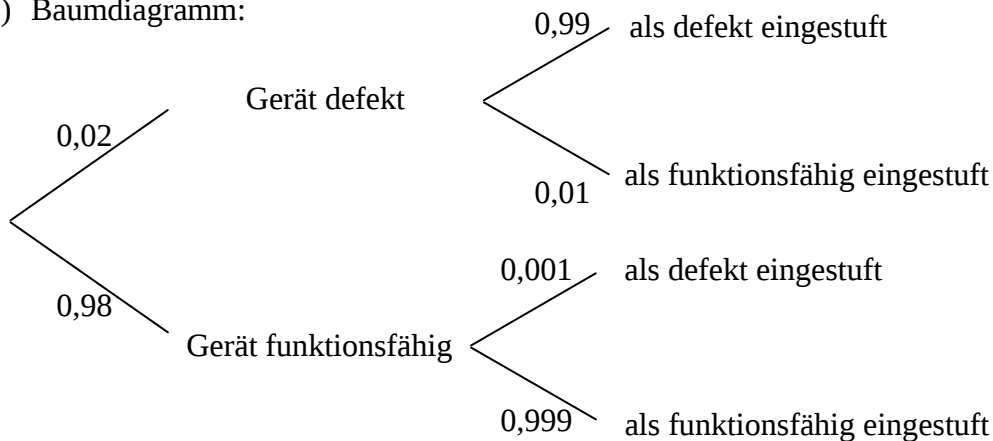 ) Baumdiagramm:
0,99 als defekt eingestuft
Gerät defekt
0,02
als funktionsfähig eingestuft
0,01
0,001 als defekt eingestuft
0,98
Gerät funktionsfähig
0,999 als funktionsfähig eingestuft